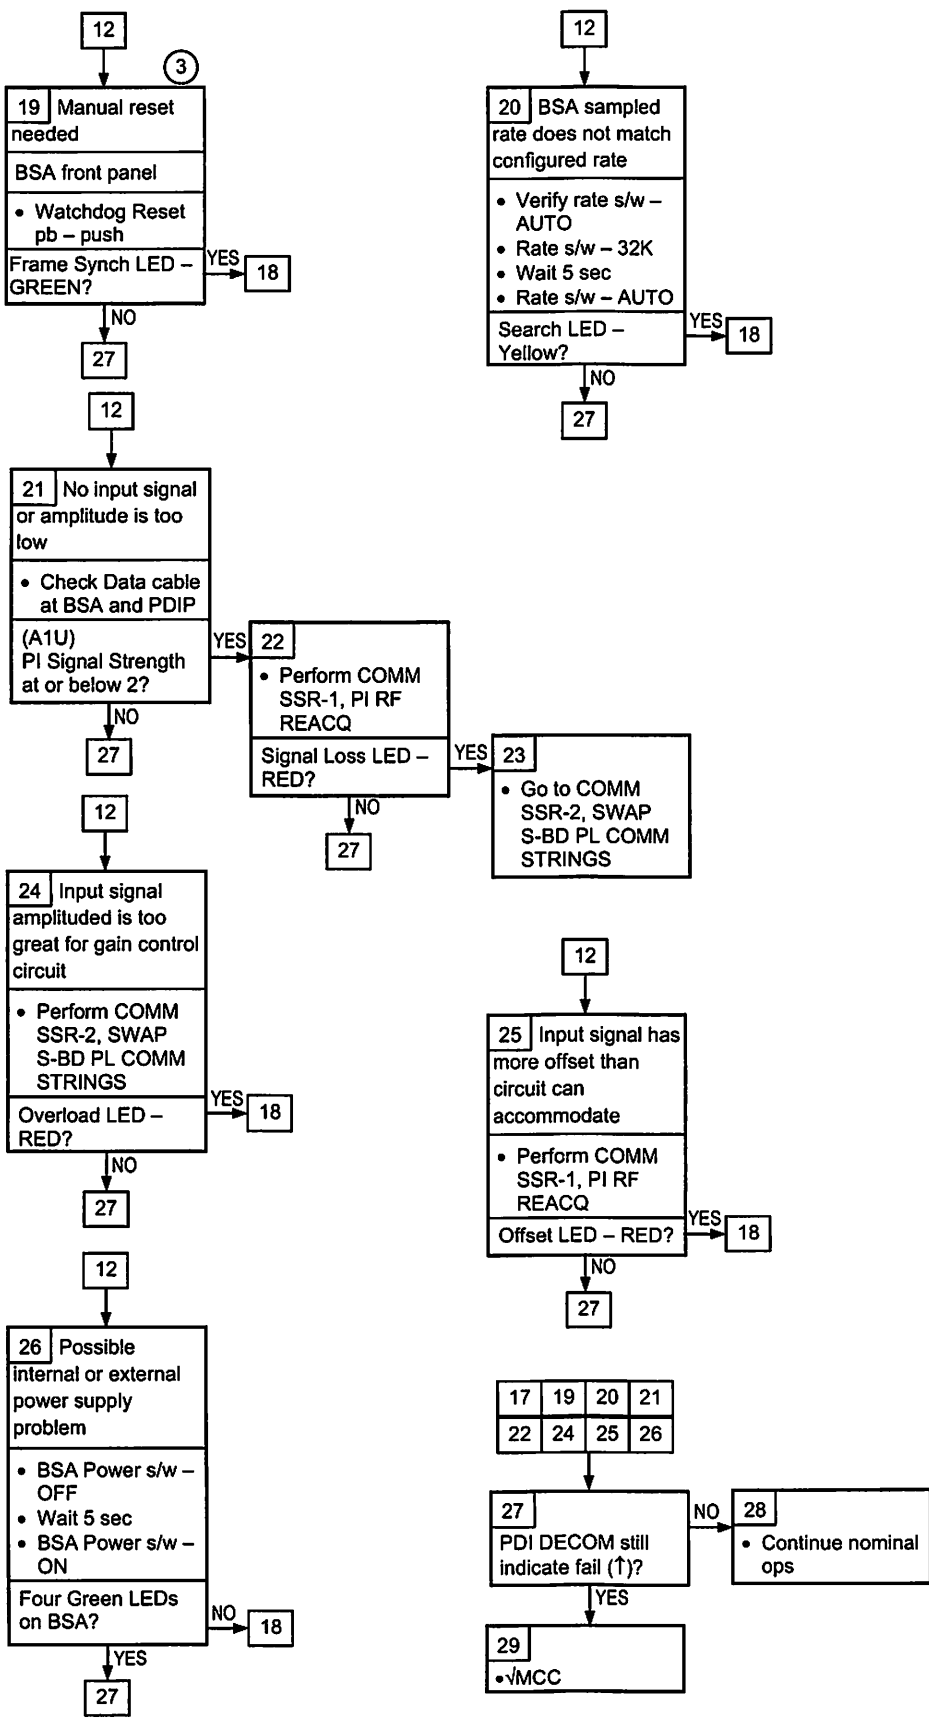 12
3
19 Manual reset
needed
BSA front panel
• Watchdog Reset
pb – push
Frame Synch LED –
GREEN?
YES
18
NO
27
12
20 BSA sampled
rate does not match
configured rate
• Verify rate s/w –
AUTO
• Rate s/w – 32K
• Wait 5 sec
• Rate s/w – AUTO
Search LED –
Yellow?
YES
18
NO
27
12
21 No input signal
or amplitude is too
low
• Check Data cable
at BSA and PDIP
(A1U)
PI Signal Strength
at or below 2?
YES
NO
27
22
• Perform COMM
SSR-1, PI RF
REACQ
Signal Loss LED –
RED?
YES
NO
27
23
• Go to COMM
SSR-2, SWAP
S-BD PL COMM
STRINGS
12
24 Input signal
amplituded is too
great for gain control
circuit
• Perform COMM
SSR-2, SWAP
S-BD PL COMM
STRINGS
Overload LED –
RED?
YES
18
NO
27
12
25 Input signal has
more offset than
circuit can
accommodate
• Perform COMM
SSR-1, PI RF
REACQ
Offset LED – RED?
YES
18
NO
27
12
26 Possible
internal or external
power supply
problem
• BSA Power s/w –
OFF
• Wait 5 sec
• BSA Power s/w –
ON
Four Green LEDs
on BSA?
NO
18
YES
27
17 19 20 21
22 24 25 26
27
PDI DECOM still
indicate fail (↑)?
NO
28
• Continue nominal
ops
YES
29
•√MCC